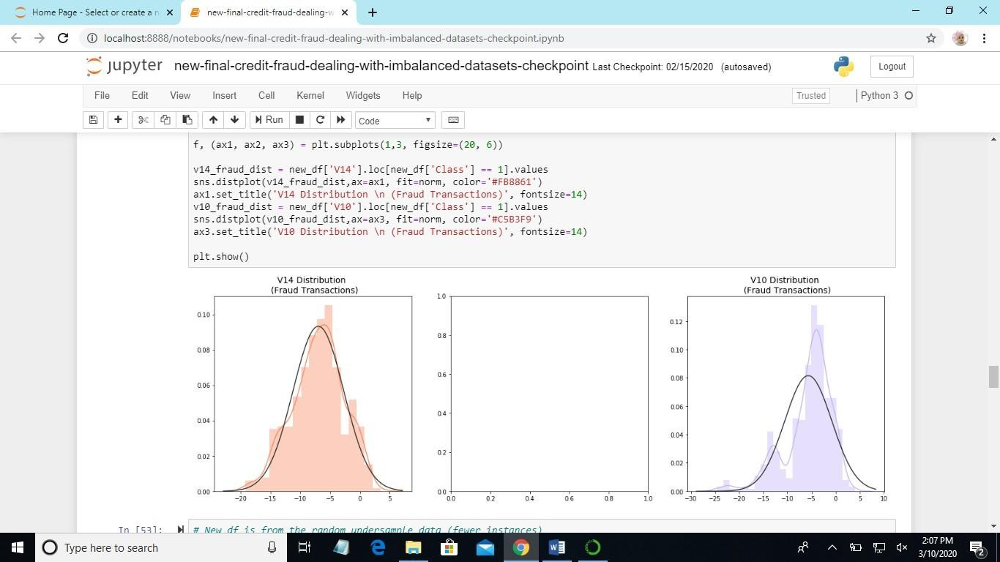 Home Page - Select or create a n
new-final-credit-fraud-dealing-w
localhost:8888/notebooks/new-final-credit-fraud-dealing-with-imbalanced-datasets-checkpoint.ipynb
jupyter new-final-credit-fraud-dealing-with-imbalanced-datasets-checkpoint Last Checkpoint: 02/15/2020 (autosaved) Logout
File Edit View Insert Cell Kernel Widgets Help Trusted Python 3
Run Code
f, (ax1, ax2, ax3) = plt.subplots(1,3, figsize=(20, 6))
v14_fraud_dist = new_df['V14'].loc[new_df['Class'] == 1].values
sns.distplot(v14_fraud_dist,ax=ax1, fit=norm, color='#FB8861')
ax1.set_title('V14 Distribution \n (Fraud Transactions)', fontsize=14)
v10_fraud_dist = new_df['V10'].loc[new_df['Class'] == 1].values
sns.distplot(v10_fraud_dist,ax=ax3, fit=norm, color='#C5B3F9')
ax3.set_title('V10 Distribution \n (Fraud Transactions)', fontsize=14)
plt.show()
V14 Distribution
(Fraud Transactions)
0.10
0.08
0.06
0.04
0.02
0.00
−20 −15 −10 −5 0 5
1.0
0.8
0.6
0.4
0.2
0.0
0.0 0.2 0.4 0.6 0.8 1.0
V10 Distribution
(Fraud Transactions)
0.12
0.10
0.08
0.06
0.04
0.02
0.00
−30 −25 −20 −15 −10 −5 0 5 10
In [53]: # New_df is from the random undersample data (fewer instances)
Type here to search
2:07 PM
3/10/2020
2